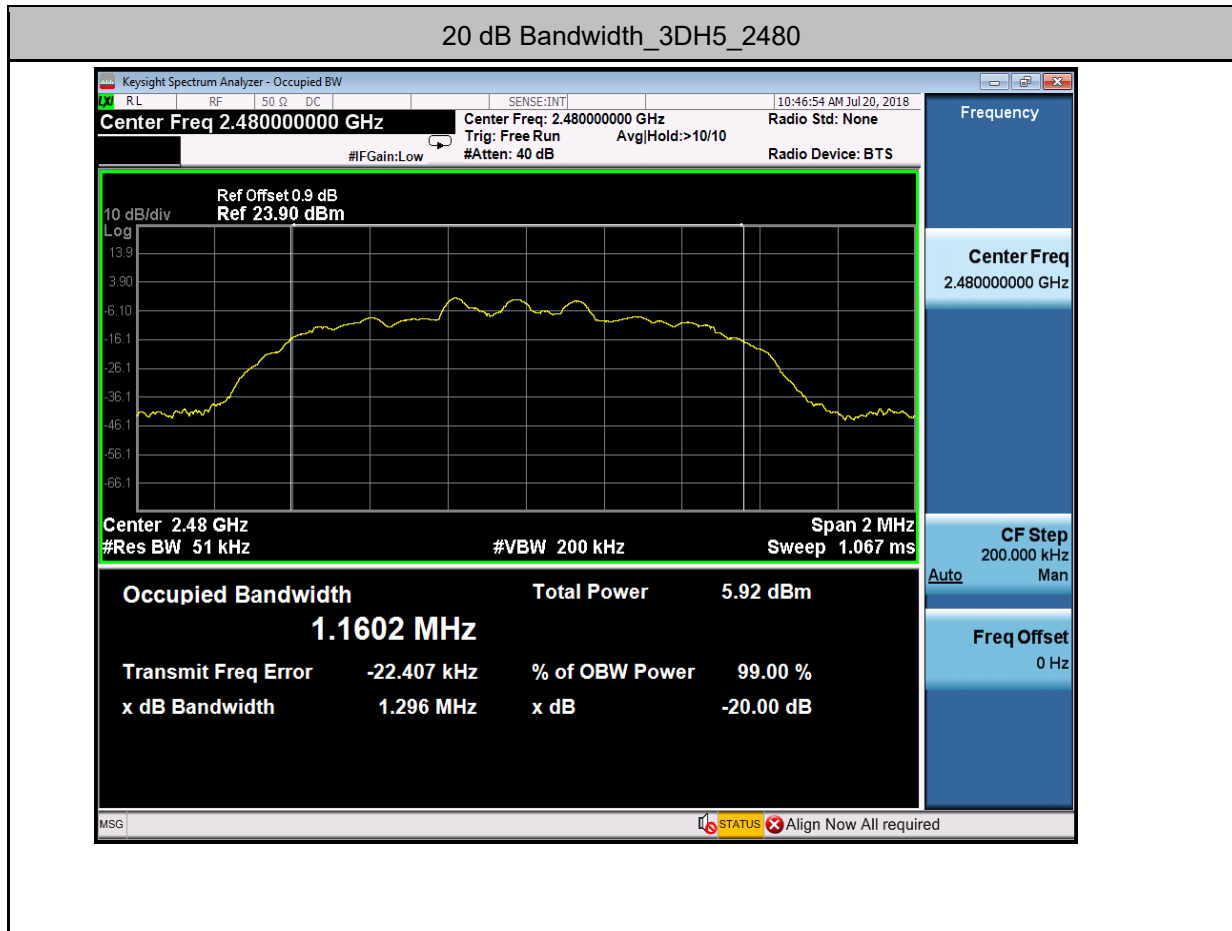 20 dB Bandwidth_3DH5_2480
Keysight Spectrum Analyzer - Occupied BW
LXI RL RF 50 Ω DC SENSE:INT 10:46:54 AM Jul 20, 2018
Center Freq 2.480000000 GHz
Center Freq: 2.480000000 GHz Radio Std: None
Trig: Free Run Avg|Hold:>10/10
#IFGain:Low #Atten: 40 dB Radio Device: BTS
Ref Offset 0.9 dB
10 dB/div Ref 23.90 dBm
Log
13.9
3.90
-6.10
-16.1
-26.1
-36.1
-46.1
-56.1
-66.1
Center 2.48 GHz Span 2 MHz
#Res BW 51 kHz #VBW 200 kHz Sweep 1.067 ms
Occupied Bandwidth Total Power 5.92 dBm
1.1602 MHz
Transmit Freq Error -22.407 kHz % of OBW Power 99.00 %
x dB Bandwidth 1.296 MHz x dB -20.00 dB
Frequency
Center Freq
2.480000000 GHz
CF Step
200.000 kHz
Auto Man
Freq Offset
0 Hz
MSG STATUS Align Now All required